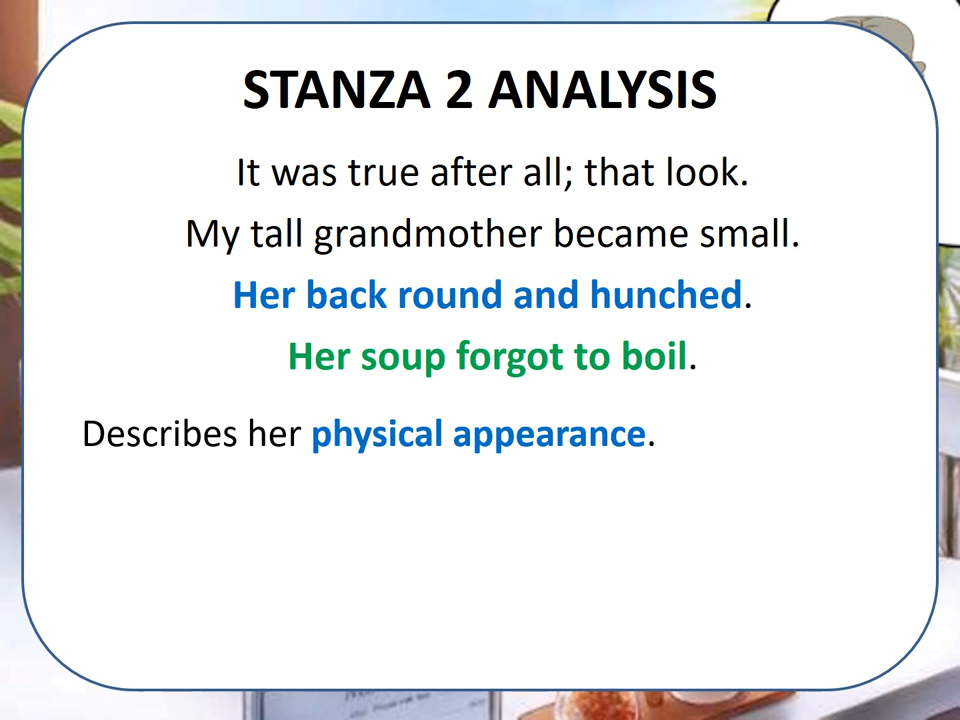 STANZA 2 ANALYSIS
It was true after all; that look.
My tall grandmother became small.
Her back round and hunched.
Her soup forgot to boil.
Describes her physical appearance.